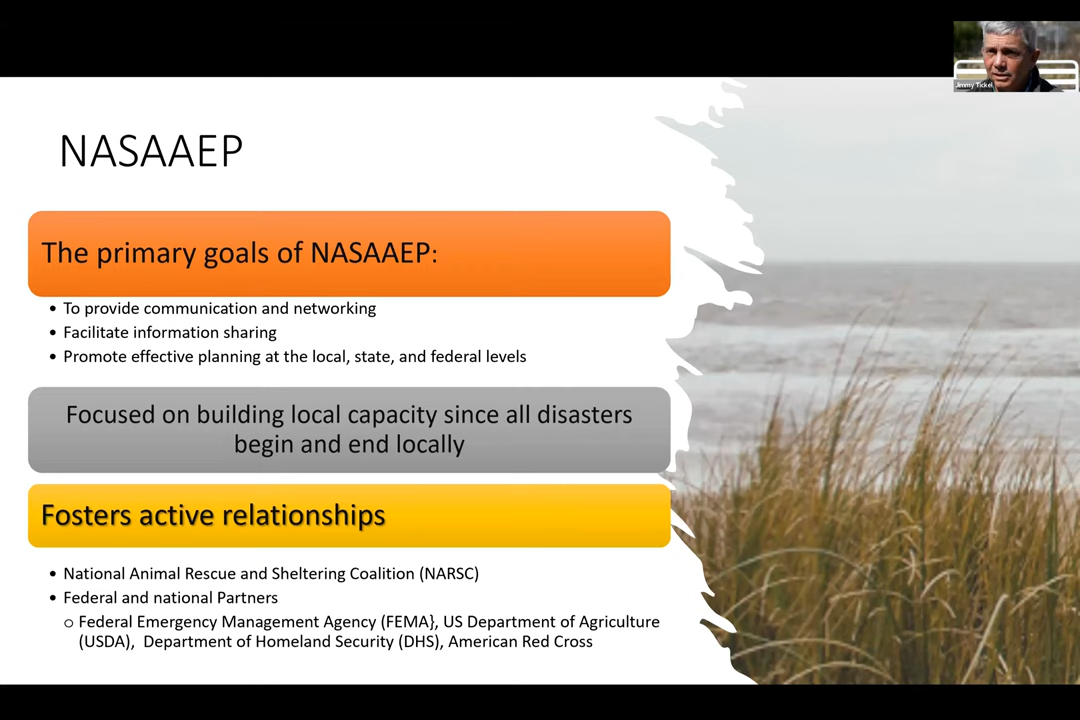 Jimmy Tickel
NASAAEP
The primary goals of NASAAEP:
• To provide communication and networking
• Facilitate information sharing
• Promote effective planning at the local, state, and federal levels
Focused on building local capacity since all disasters
begin and end locally
Fosters active relationships
• National Animal Rescue and Sheltering Coalition (NARSC)
• Federal and national Partners
o Federal Emergency Management Agency (FEMA}, US Department of Agriculture
(USDA), Department of Homeland Security (DHS), American Red Cross